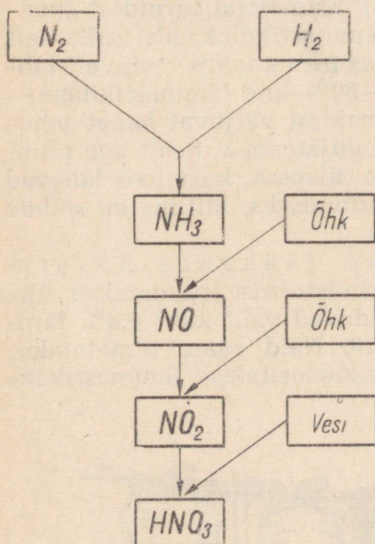 N₂ H₂
NH₃ Õhk
NO Õhk
NO₂ Vesi
HNO₃